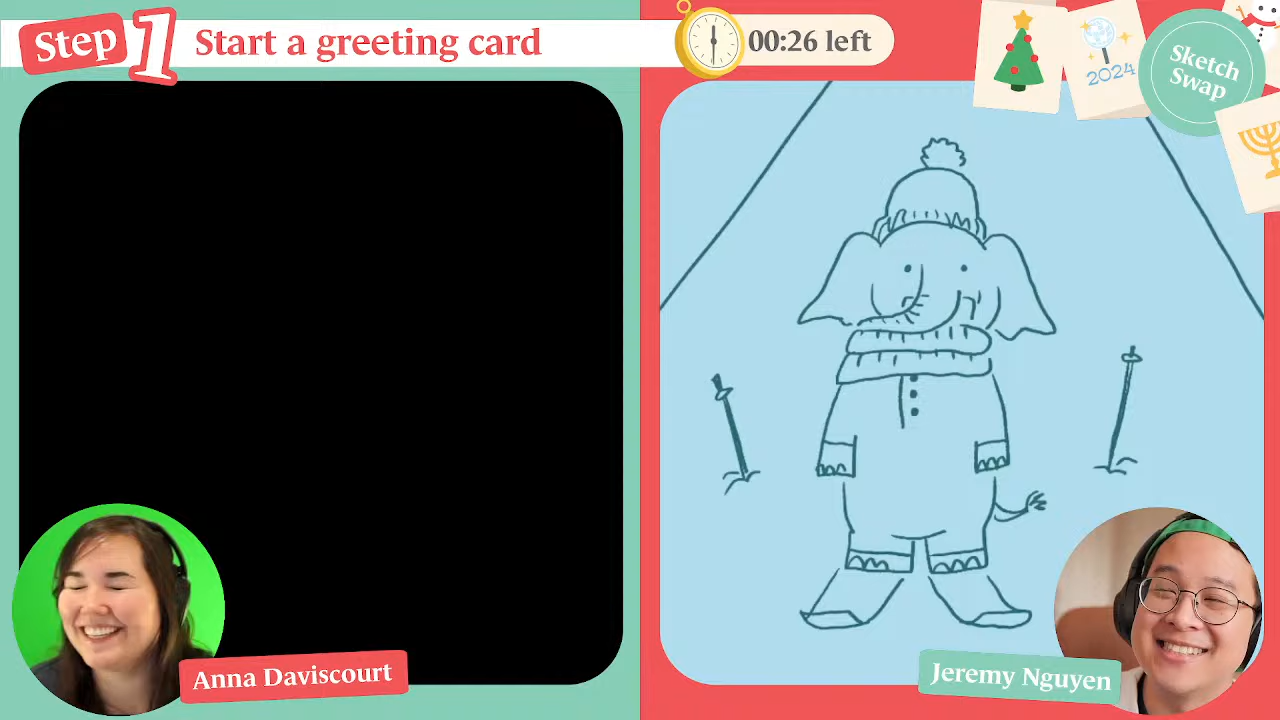 Step 1
Start a greeting card
00:26 left
2024
Sketch
Swap
Anna Daviscourt
Jeremy Nguyen